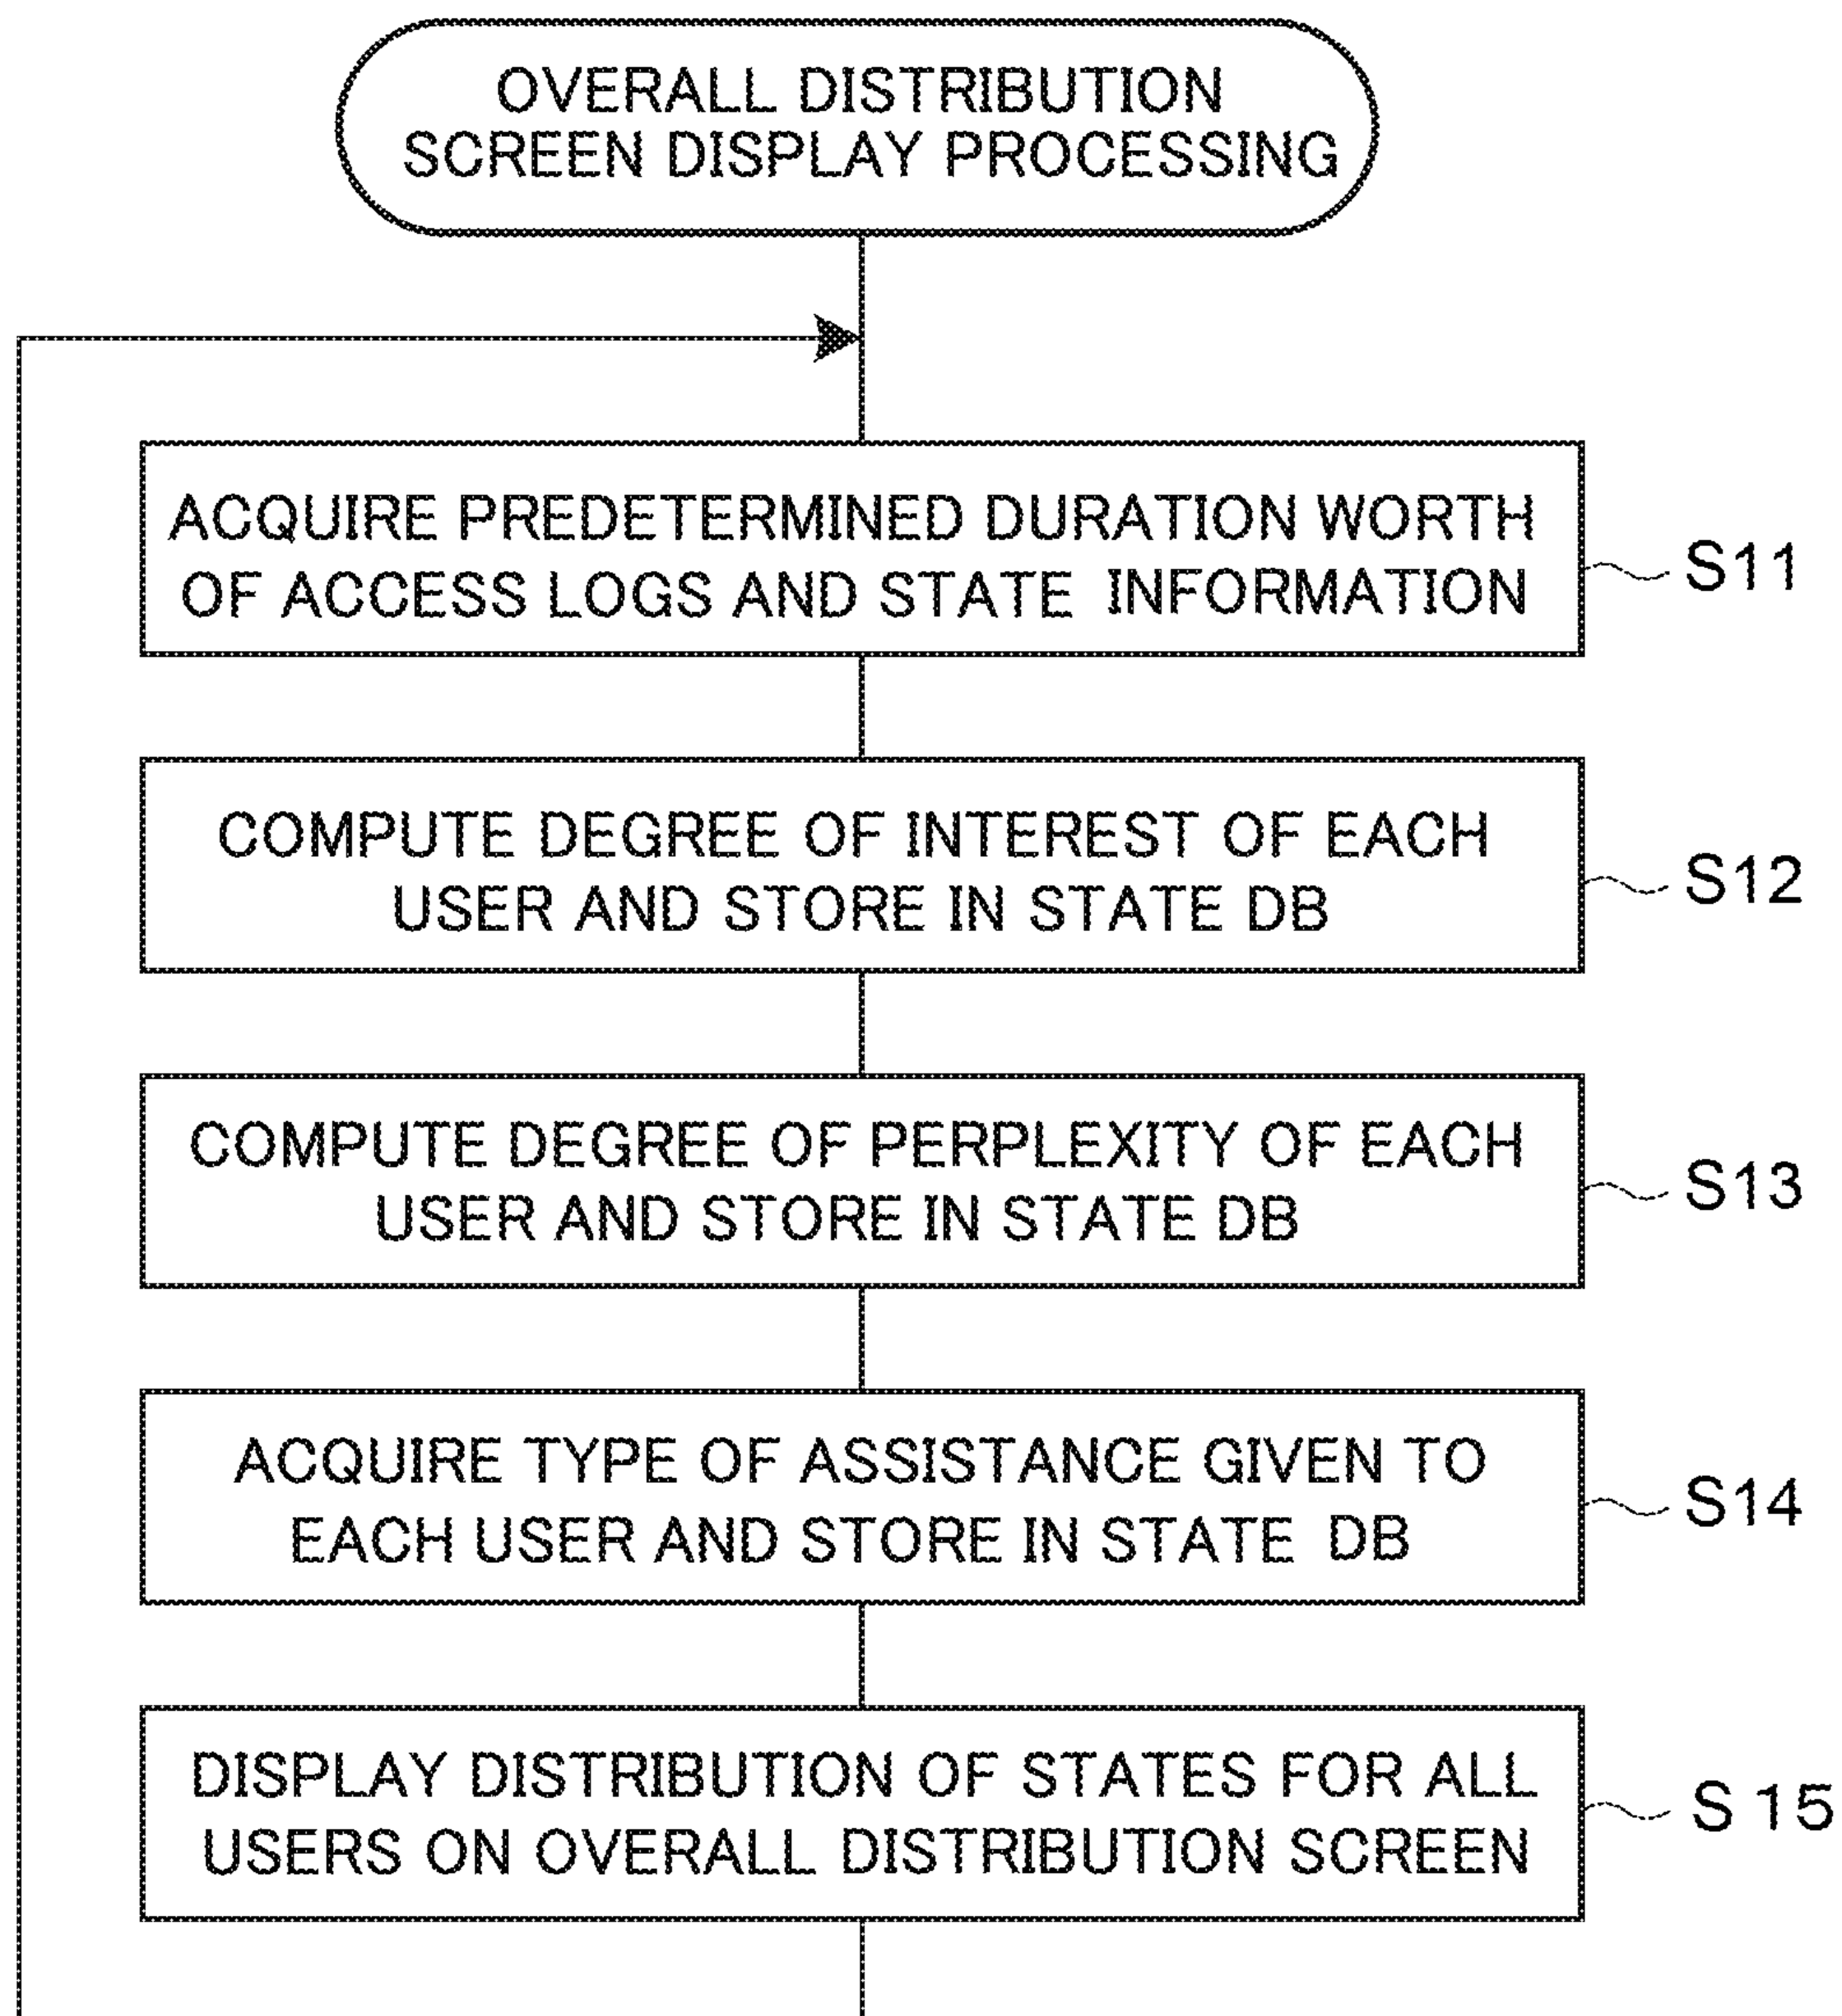 OVERALL DISTRIBUTION
SCREEN DISPLAY PROCESSING
ACQUIRE PREDETERMINED DURATION WORTH
OF ACCESS LOGS AND STATE INFORMATION
S11
COMPUTE DEGREE OF INTEREST OF EACH
USER AND STORE IN STATE DB
S12
COMPUTE DEGREE OF PERPLEXITY OF EACH
USER AND STORE IN STATE DB
S13
ACQUIRE TYPE OF ASSISTANCE GIVEN TO
EACH USER AND STORE IN STATE DB
S14
DISPLAY DISTRIBUTION OF STATES FOR ALL
USERS ON OVERALL DISTRIBUTION SCREEN
S 15